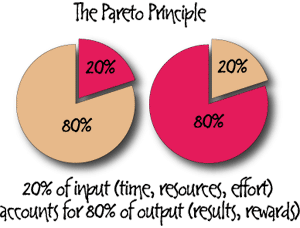 The Pareto Principle
20%
80%
20%
80%
20% of input (time, resources, effort)
accounts for 80% of output (results, rewards)